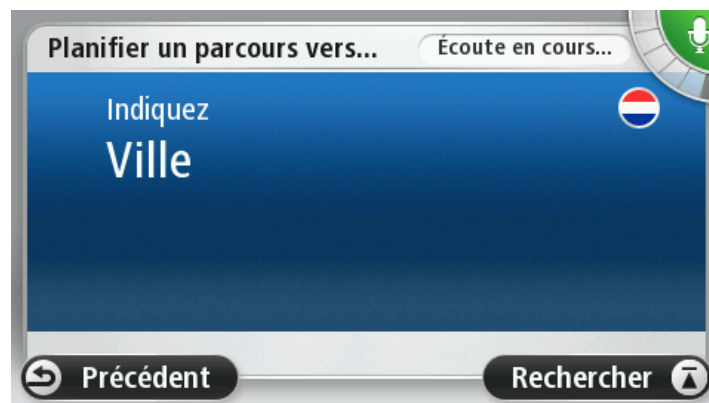 Planifier un parcours vers... Écoute en cours...
Indiquez
Ville
Précédent Rechercher